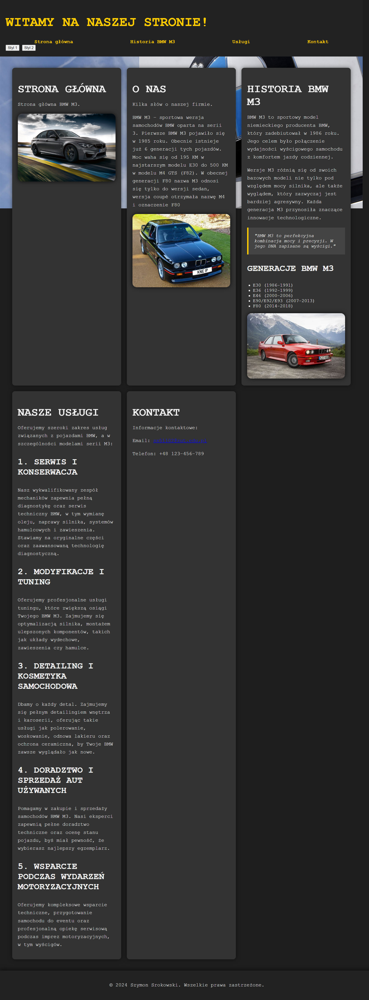 WITAMY NA NASZEJ STRONIE!
Strona główna
Historia BMW M3
Usługi
Kontakt
Styl 1
Styl 2
STRONA GŁÓWNA
Strona główna BMW M3.
O NAS
Kilka słów o naszej firmie.
BMW M3 – sportowa wersja
samochodów BMW oparta na serii
3. Pierwsze BMW M3 pojawiło się
w 1985 roku. Obecnie istnieje
już 6 generacji tych pojazdów.
Moc waha się od 195 KM w
najstarszym modelu E30 do 500 KM
w modelu M4 GTS (F82). W obecnej
generacji F80 nazwa M3 odnosi
się tylko do wersji sedan,
wersja coupé otrzymała nazwę M4
i oznaczenie F80
KNE 1P
HISTORIA BMW
M3
BMW M3 to sportowy model
niemieckiego producenta BMW,
który zadebiutował w 1986 roku.
Jego celem było połączenie
wydajności wyścigowego samochodu
z komfortem jazdy codziennej.
Wersje M3 różnią się od swoich
bazowych modeli nie tylko pod
względem mocy silnika, ale także
wyglądem, który zazwyczaj jest
bardziej agresywny. Każda
generacja M3 przynosiła znaczące
innowacje technologiczne.
"BMW M3 to perfekcyjna
kombinacja mocy i precyzji. W
jego DNA zapisane są wyścigi."
GENERACJE BMW M3
▪ E30 (1986-1991)
▪ E36 (1992-1999)
▪ E46 (2000-2006)
▪ E90/E92/E93 (2007-2013)
▪ F80 (2014-2018)
NASZE USŁUGI
Oferujemy szeroki zakres usług
związanych z pojazdami BMW, a w
szczególności modelami serii M3:
1. SERWIS I
KONSERWACJA
Nasz wykwalifikowany zespół
mechaników zapewnia pełną
diagnostykę oraz serwis
techniczny BMW, w tym wymianę
oleju, naprawy silnika, systemów
hamulcowych i zawieszenia.
Stawiamy na oryginalne części
oraz zaawansowaną technologię
diagnostyczną.
2. MODYFIKACJE I
TUNING
Oferujemy profesjonalne usługi
tuningu, które zwiększą osiągi
Twojego BMW M3. Zajmujemy się
optymalizacją silnika, montażem
ulepszonych komponentów, takich
jak układy wydechowe,
zawieszenia czy hamulce.
3. DETAILING I
KOSMETYKA
SAMOCHODOWA
Dbamy o każdy detal. Zajmujemy
się pełnym detailingiem wnętrza
i karoserii, oferując takie
usługi jak polerowanie,
woskowanie, odnowa lakieru oraz
ochrona ceramiczna, by Twoje BMW
zawsze wyglądało jak nowe.
4. DORADZTWO I
SPRZEDAŻ AUT
UŻYWANYCH
Pomagamy w zakupie i sprzedaży
samochodów BMW M3. Nasi eksperci
zapewnią pełne doradztwo
techniczne oraz ocenę stanu
pojazdu, byś miał pewność, że
wybierasz najlepszy egzemplarz.
5. WSPARCIE
PODCZAS WYDARZEŃ
MOTORYZACYJNYCH
Oferujemy kompleksowe wsparcie
techniczne, przygotowanie
samochodu do eventu oraz
profesjonalną opiekę serwisową
podczas imprez motoryzacyjnych,
w tym wyścigów.
KONTAKT
Informacje kontaktowe:
Email:
Telefon: +48 123-456-789
© 2024 Szymon Srokowski. Wszelkie prawa zastrzeżone.